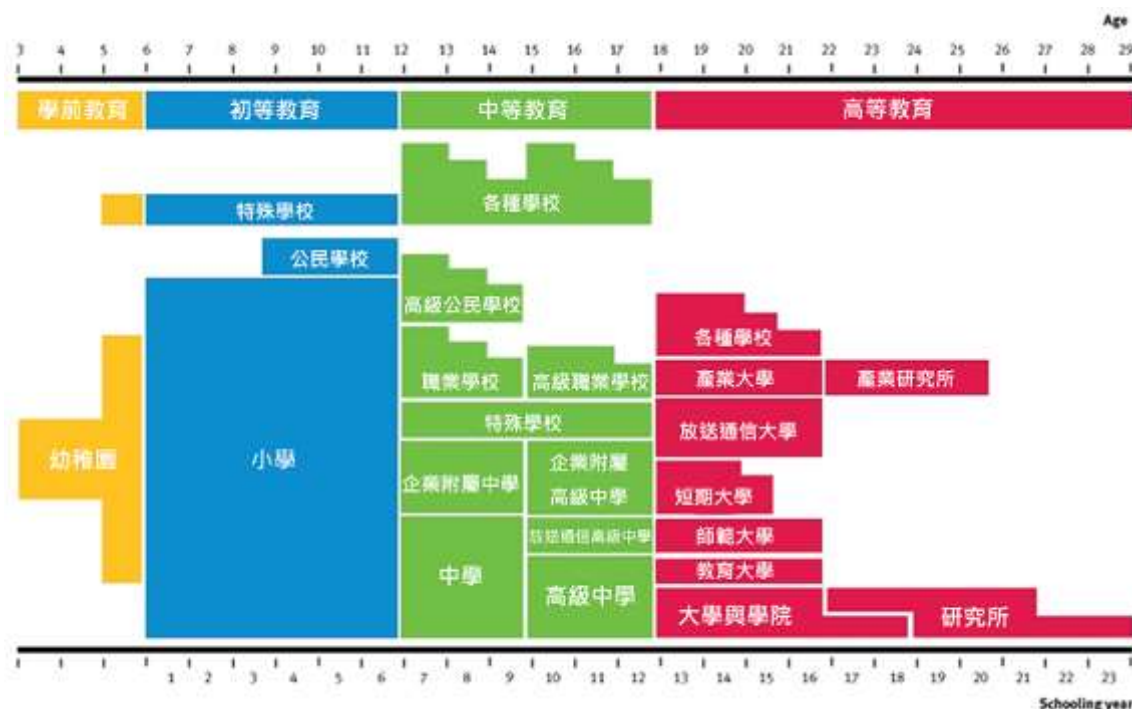 Age
3 4 5 6 7 8 9 10 11 12 13 14 15 16 17 18 19 20 21 22 23 24 25 26 27 28 29
學前教育 初等教育 中等教育 高等教育
各種學校
特殊學校
公民學校
高級公民學校
各種學校
職業學校 高級職業學校 產業大學 產業研究所
特殊學校
放送通信大學
幼稚園 小學
企業附屬中學
企業附屬
高級中學
短期大學
放送通信高級中學
師範大學
中學
高級中學
教育大學
大學與學院
研究所
1 2 3 4 5 6 7 8 9 10 11 12 13 14 15 16 17 18 19 20 21 22 23
Schooling year